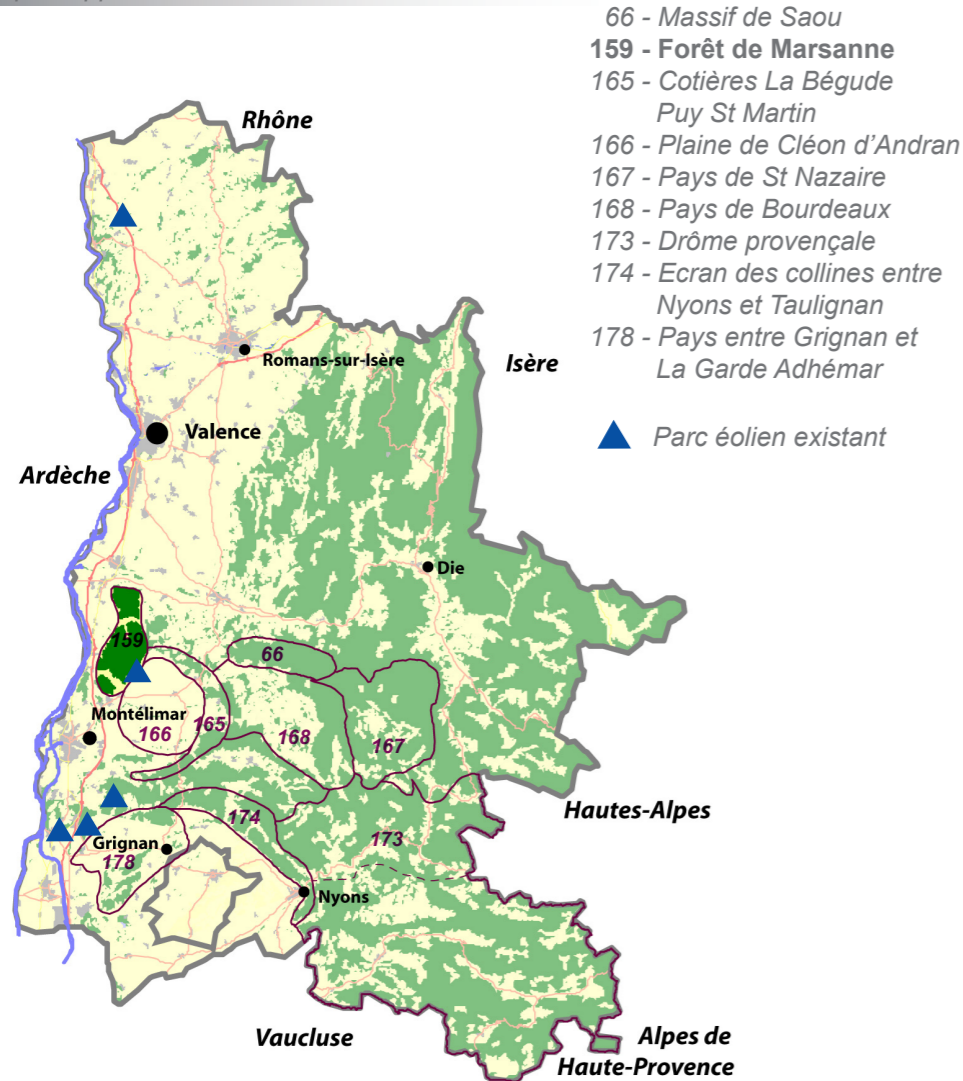 66 - Massif de Saou
159 - Forêt de Marsanne
165 - Cotières La Bégude
Puy St Martin
166 - Plaine de Cléon d'Andran
167 - Pays de St Nazaire
168 - Pays de Bourdeaux
173 - Drôme provençale
174 - Ecran des collines entre
Nyons et Taulignan
178 - Pays entre Grignan et
La Garde Adhémar
Parc éolien existant
Rhône
Romans-sur-Isère
Isère
Valence
Ardèche
Die
159
66
Montélimar
166
165
168
167
Hautes-Alpes
174
173
Grignan
178
Nyons
Vaucluse
Alpes de
Haute-Provence